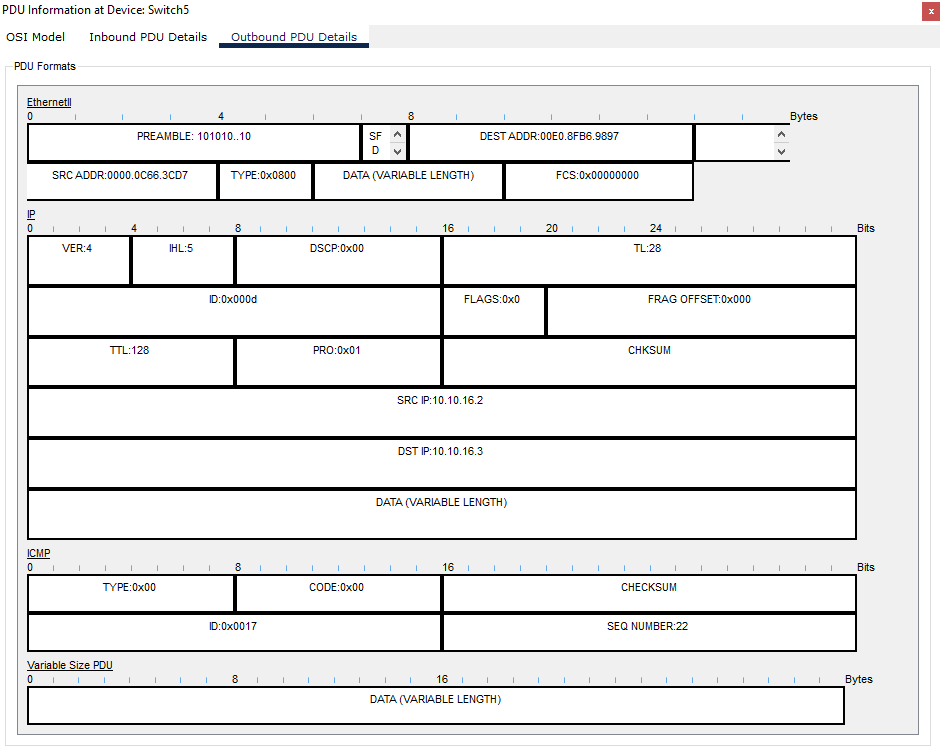 PDU Information at Device: Switch5
x
OSI Model Inbound PDU Details Outbound PDU Details
PDU Formats
EthernetII
0 4 8 Bytes
PREAMBLE: 101010..10 SF D DEST ADDR:00E0.8FB6.9897
SRC ADDR:0000.0C66.3CD7 TYPE:0x0800 DATA (VARIABLE LENGTH) FCS:0x00000000
IP
0 4 8 16 20 24 Bits
VER:4 IHL:5 DSCP:0x00 TL:28
ID:0x000d FLAGS:0x0 FRAG OFFSET:0x000
TTL:128 PRO:0x01 CHKSUM
SRC IP:10.10.16.2
DST IP:10.10.16.3
DATA (VARIABLE LENGTH)
ICMP
0 8 16 Bits
TYPE:0x00 CODE:0x00 CHECKSUM
ID:0x0017 SEQ NUMBER:22
Variable Size PDU
0 8 16 Bytes
DATA (VARIABLE LENGTH)